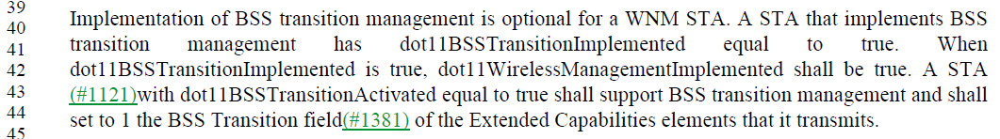 39
40 Implementation of BSS transition management is optional for a WNM STA. A STA that implements BSS
41 transition management has dot11BSSTransitionImplemented equal to true. When
42 dot11BSSTransitionImplemented is true, dot11WirelessManagementImplemented shall be true. A STA
43 (#1121)with dot11BSSTransitionActivated equal to true shall support BSS transition management and shall
44 set to 1 the BSS Transition field(#1381) of the Extended Capabilities elements that it transmits.
45